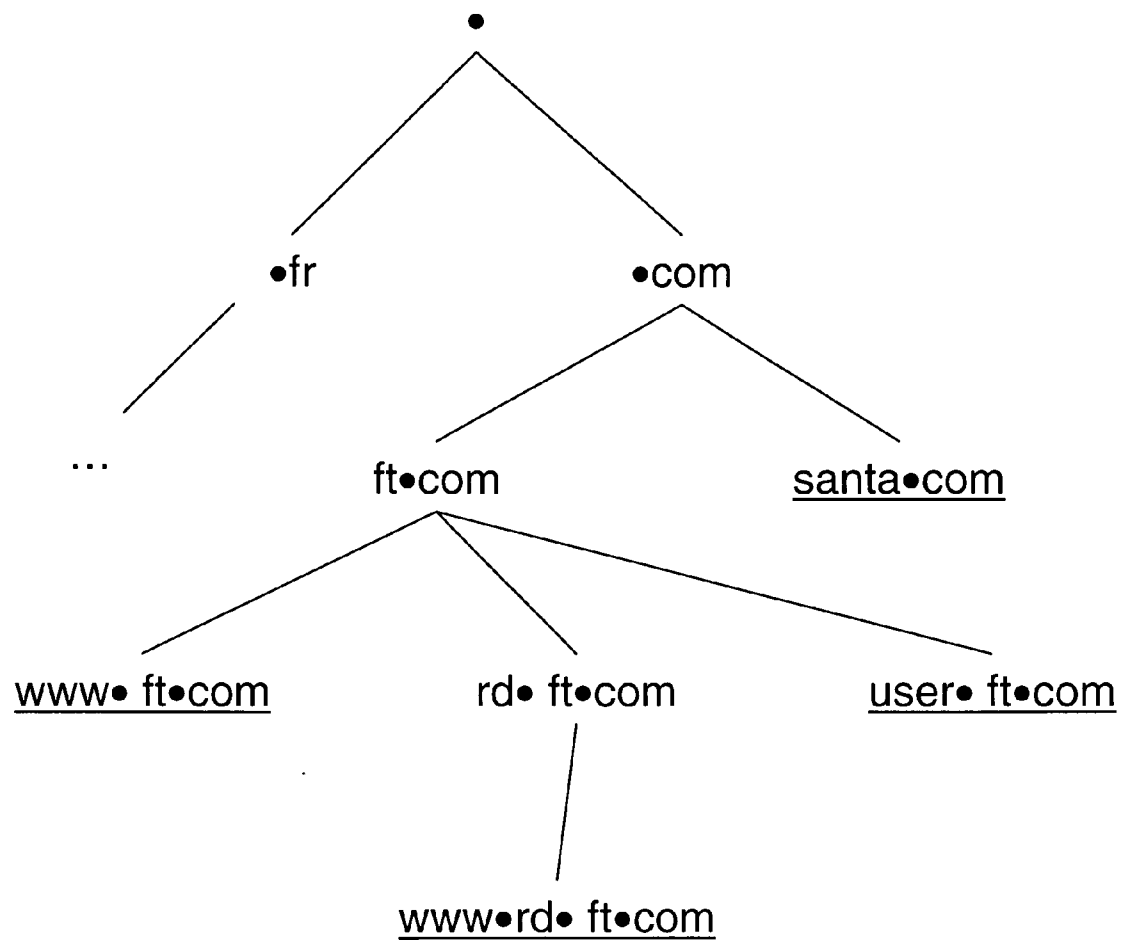 •
•fr •com
... ft•com santa•com
www• ft•com rd• ft•com user• ft•com
www•rd• ft•com